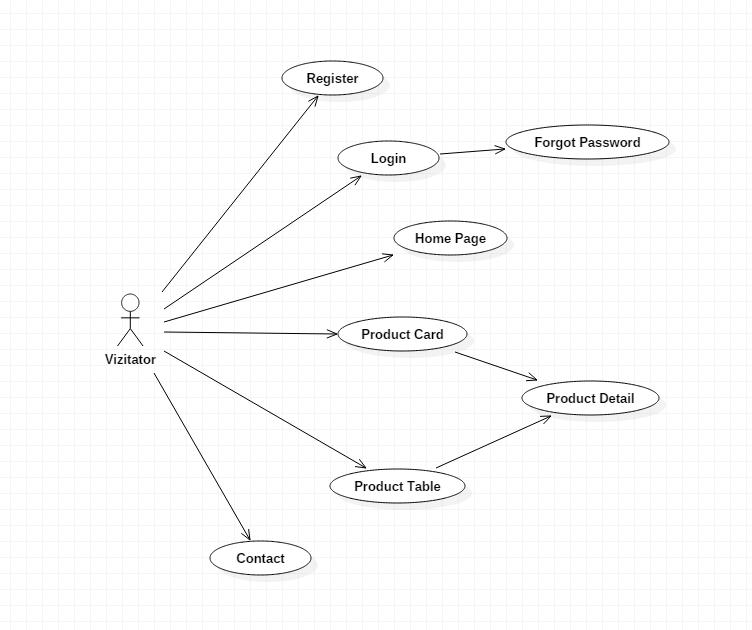 Register
Login
Forgot Password
Home Page
Product Card
Vizitator
Product Detail
Product Table
Contact